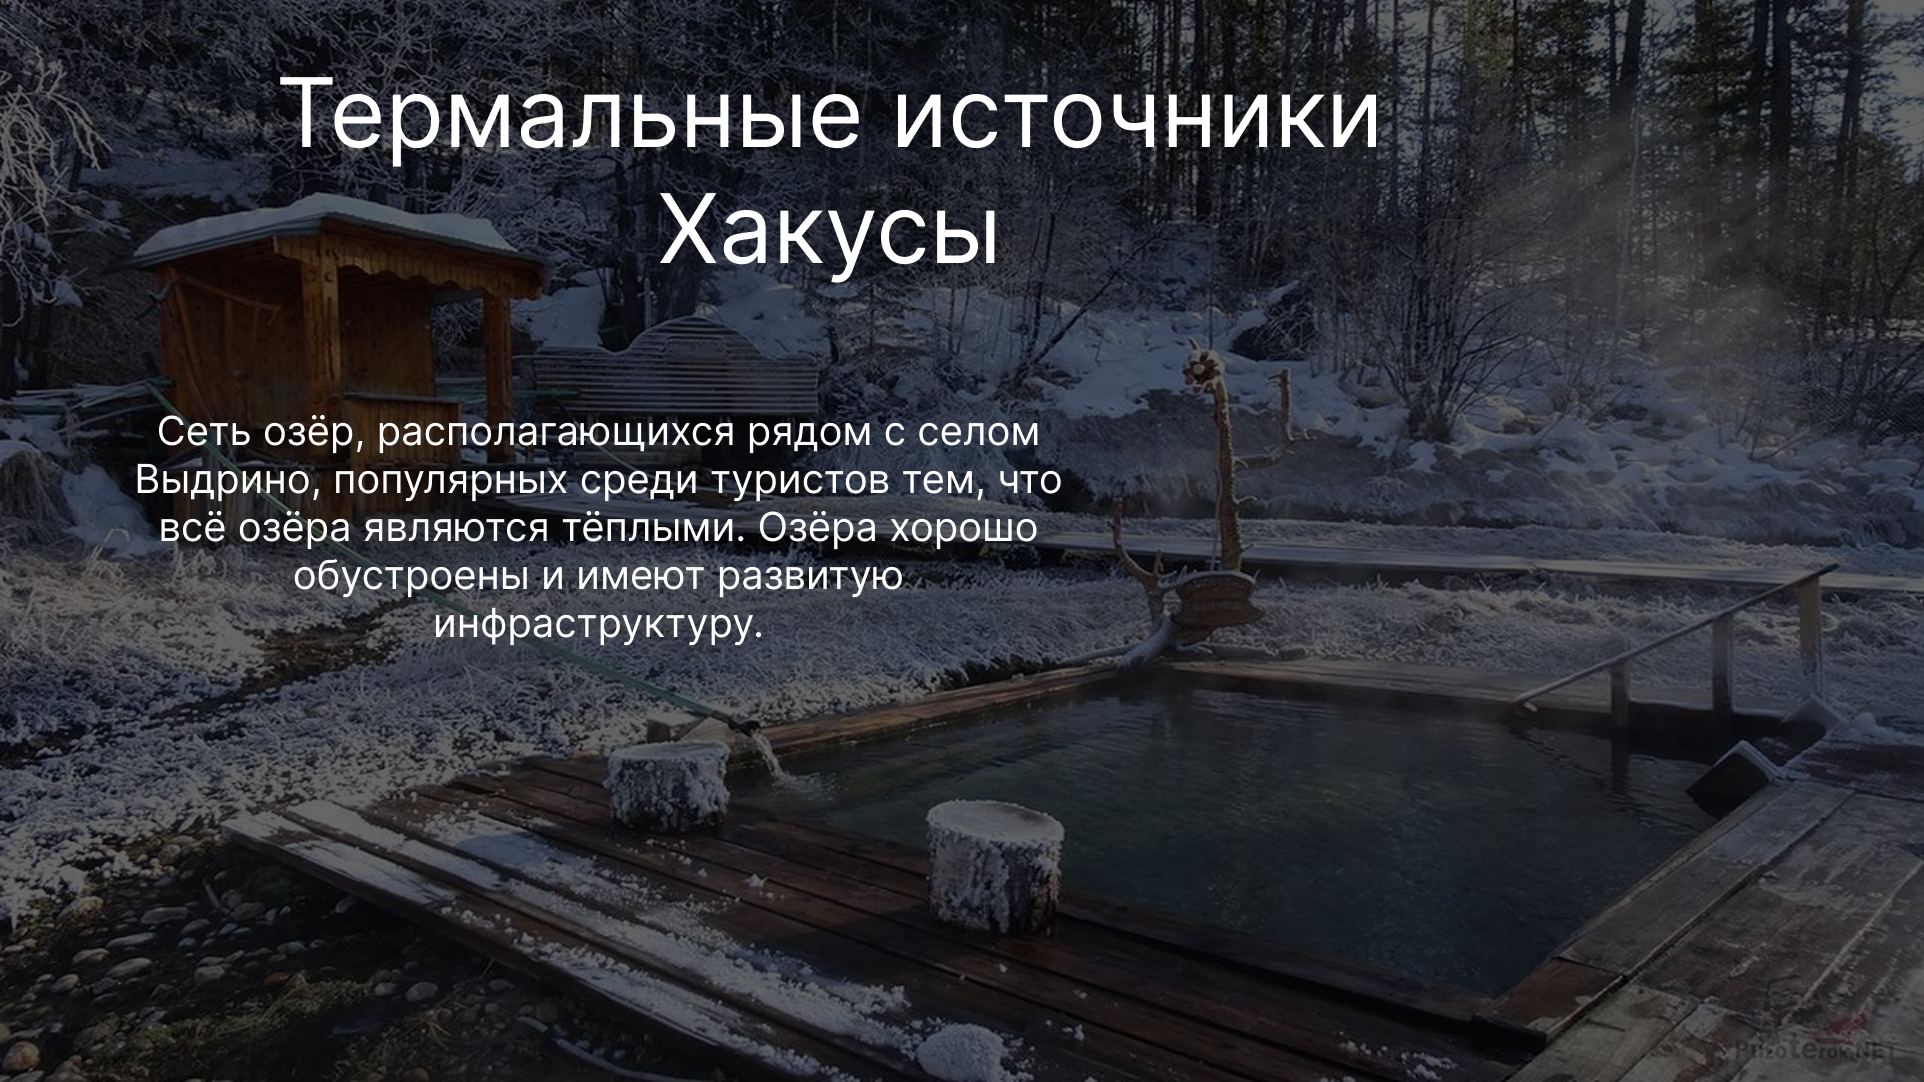 Термальные источники
Хакусы
Сеть озёр, располагающихся рядом с селом
Выдрино, популярных среди туристов тем, что
всё озёра являются тёплыми. Озёра хорошо
обустроены и имеют развитую
инфраструктуру.